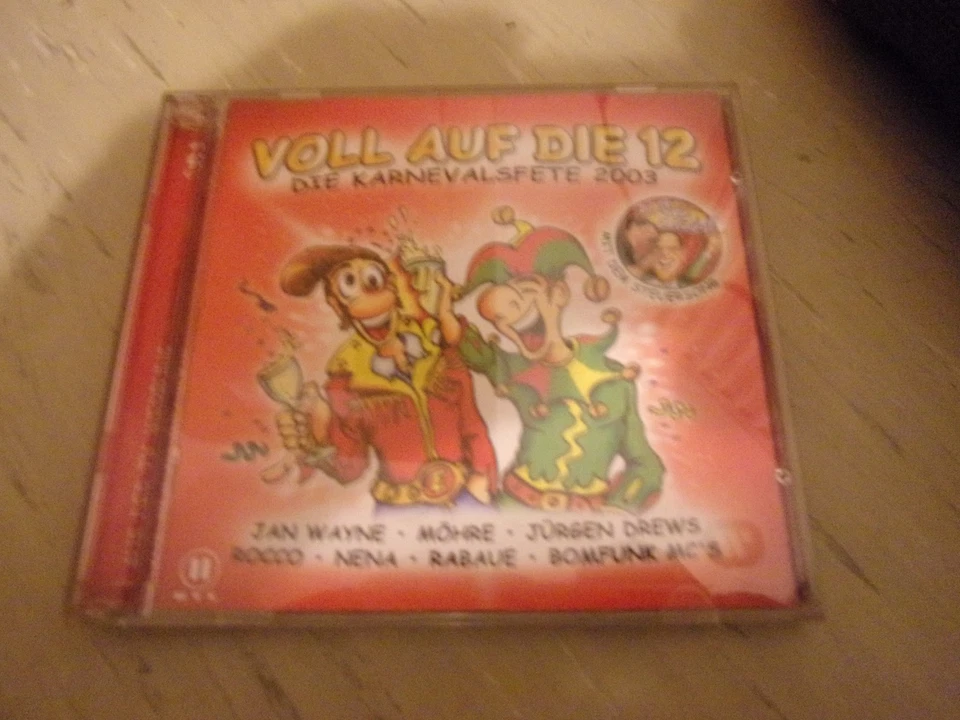 VOLL AUF DIE 12
DIE KARNEVALSFETE 2003
JAN WAYNE · MÖHRE · JÜRGEN DREWS
ROCCO · NENA · RABAUE · BOMFUNK MC'S